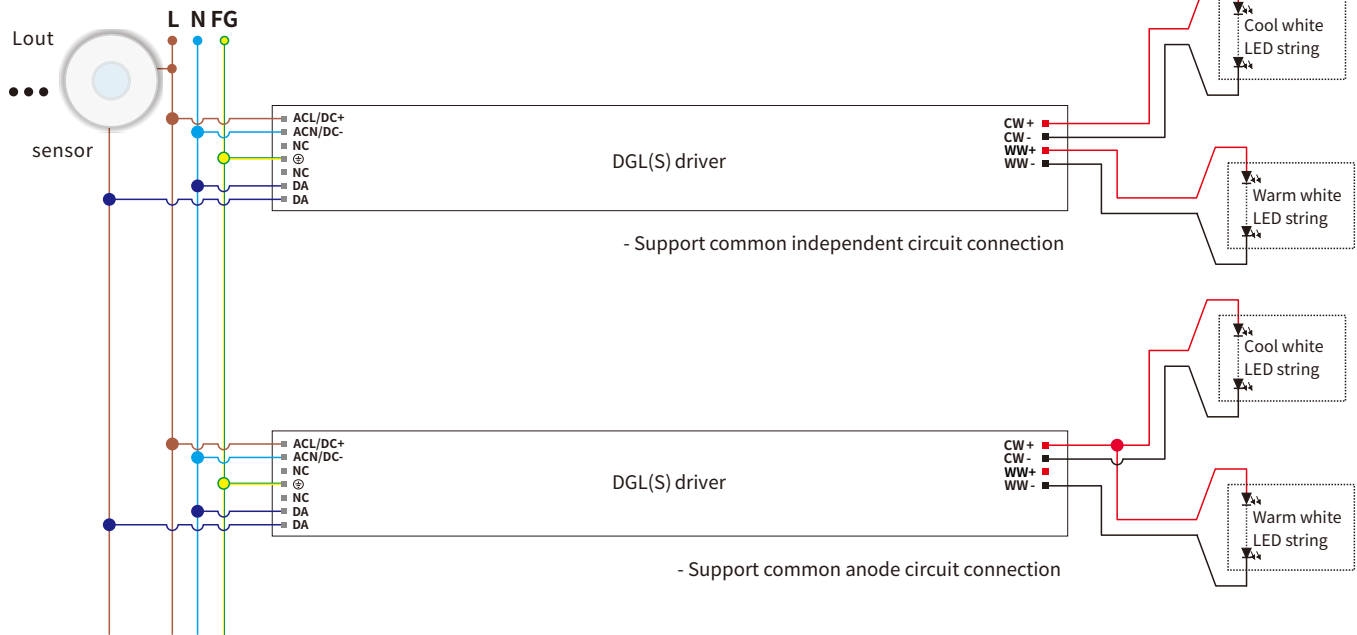 L N FG
Lout
•••
sensor
ACL/DC+
ACN/DC-
NC
⏚
NC
DA
DA
DGL(S) driver
CW +
CW -
WW+
WW -
Cool white
LED string
Warm white
LED string
- Support common independent circuit connection
ACL/DC+
ACN/DC-
NC
⏚
NC
DA
DA
DGL(S) driver
CW +
CW -
WW+
WW -
Cool white
LED string
Warm white
LED string
- Support common anode circuit connection